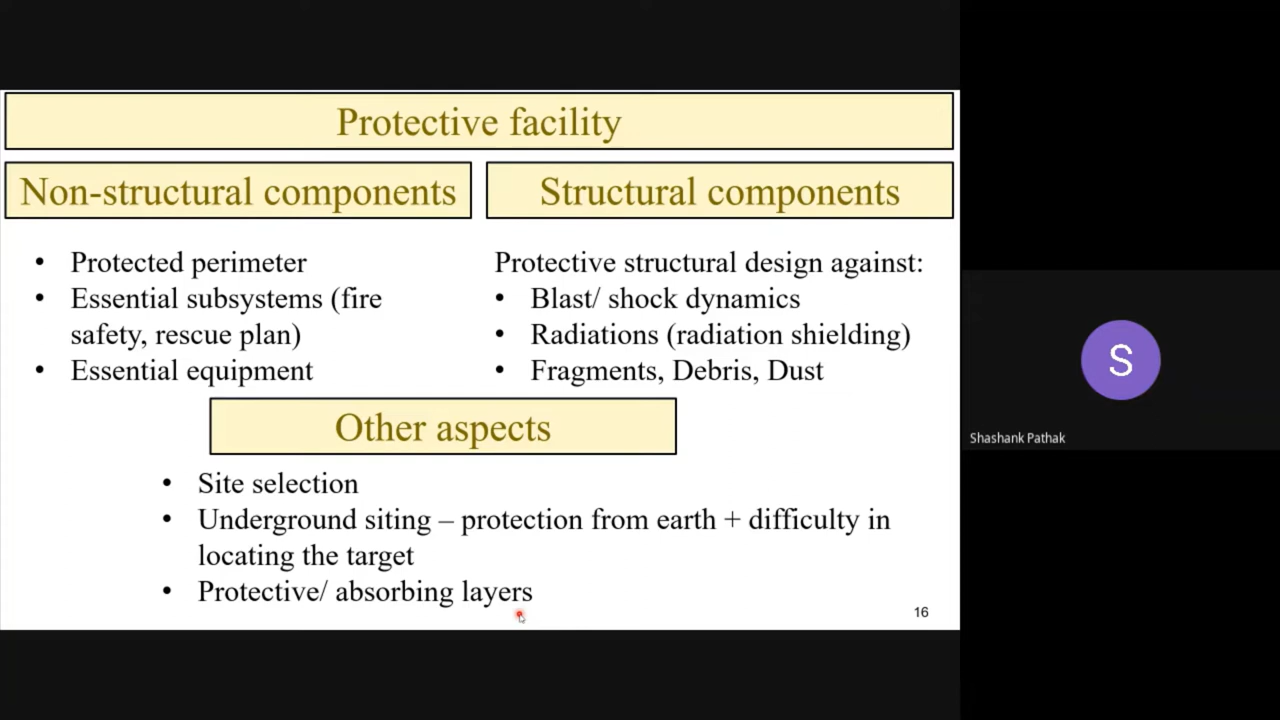 Protective facility
Non-structural components
Structural components
• Protected perimeter
• Essential subsystems (fire
safety, rescue plan)
• Essential equipment
Protective structural design against:
• Blast/ shock dynamics
• Radiations (radiation shielding)
• Fragments, Debris, Dust
Other aspects
• Site selection
• Underground siting – protection from earth + difficulty in
locating the target
• Protective/ absorbing layers
16
S
Shashank Pathak